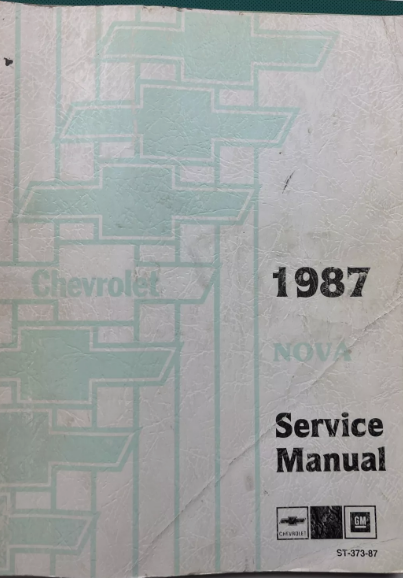 Chevrolet
1987
NOVA
Service
Manual
CHEVROLET
GM
ST-373-87